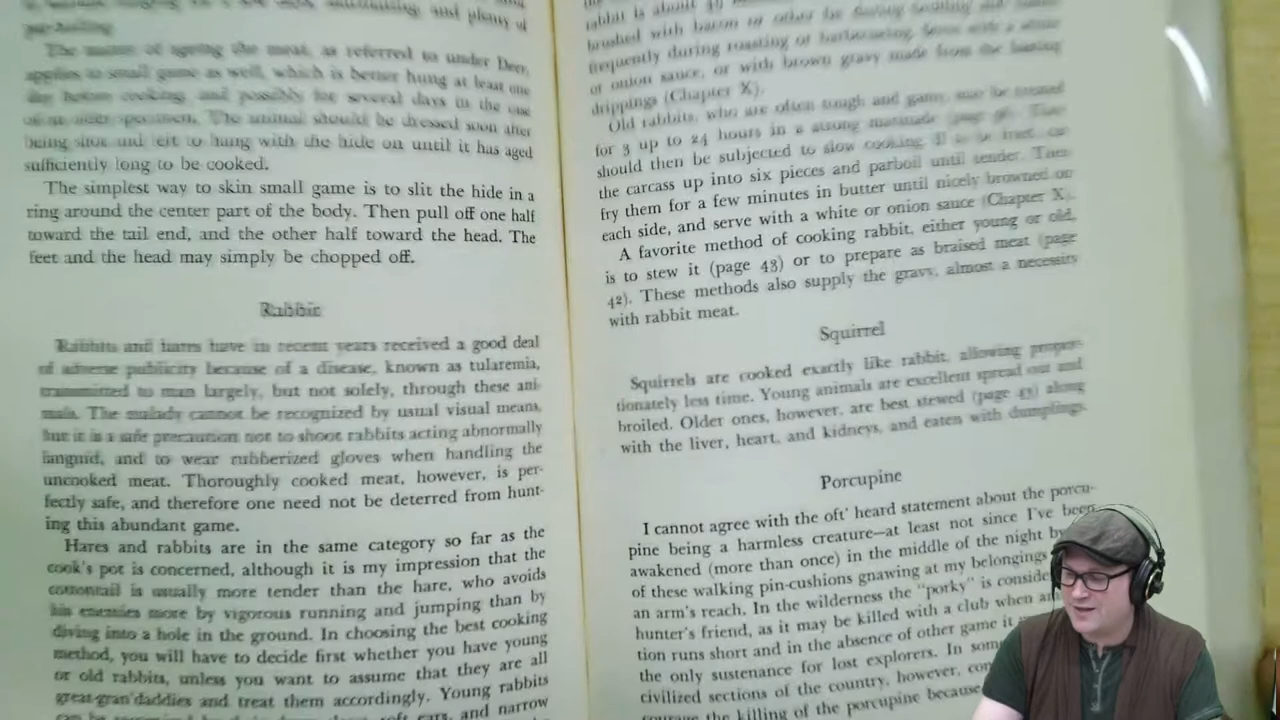 and plenty of
The matter of ageing the meat, as referred to under Deer,
applies to small game as well, which is better hung at least one
day before cooking, and possibly for several days in the case
of an older specimen. The animal should be dressed soon after
being shot and left to hang with the hide on until it has aged
sufficiently long to be cooked.
The simplest way to skin small game is to slit the hide in a
ring around the center part of the body. Then pull off one half
toward the tail end, and the other half toward the head. The
feet and the head may simply be chopped off.
Rabbit
Rabbits and hares have in recent years received a good deal
of adverse publicity because of a disease, known as tularemia,
transmitted to man largely, but not solely, through these ani-
mals. The malady cannot be recognized by usual visual means,
but it is a safe precaution not to shoot rabbits acting abnormally
languid, and to wear rubberized gloves when handling the
uncooked meat. Thoroughly cooked meat, however, is per-
fectly safe, and therefore one need not be deterred from hunt-
ing this abundant game.
Hares and rabbits are in the same category so far as the
cook's pot is concerned, although it is my impression that the
cottontail is usually more tender than the hare, who avoids
his enemies more by vigorous running and jumping than by
diving into a hole in the ground. In choosing the best cooking
method, you will have to decide first whether you have young
or old rabbits, unless you want to assume that they are all
great-gran'daddies and treat them accordingly. Young rabbits
soft ears, and narrow
rabbit is about
brushed with bacon or other fat during
frequently during roasting or barbecueing. Serve with a white
or onion sauce, or with brown gravy made from the basting
drippings (Chapter X).
Old rabbits, who are often tough and gamy, may be treated
for 3 up to 24 hours in a strong marinade (page
should then be subjected to slow cooking. If to be fried, cut
the carcass up into six pieces and parboil until tender. Then
fry them for a few minutes in butter until nicely browned on
each side, and serve with a white or onion sauce (Chapter X).
A favorite method of cooking rabbit, either young or old,
is to stew it (page 43) or to prepare as braised meat (page
42). These methods also supply the gravy, almost a necessity
with rabbit meat.
Squirrel
Squirrels are cooked exactly like rabbit, allowing propor-
tionately less time. Young animals are excellent spread out and
broiled. Older ones, however, are best stewed (page 43) along
with the liver, heart, and kidneys, and eaten with dumplings.
Porcupine
I cannot agree with the oft' heard statement about the porcu-
pine being a harmless creature—at least not since I've been
awakened (more than once) in the middle of the night by
of these walking pin-cushions gnawing at my belongings
an arm's reach. In the wilderness the "porky" is conside
hunter's friend, as it may be killed with a club when
tion runs short and in the absence of other game it
the only sustenance for lost explorers. In som
civilized sections of the country, however, con
the killing of the porcupine because